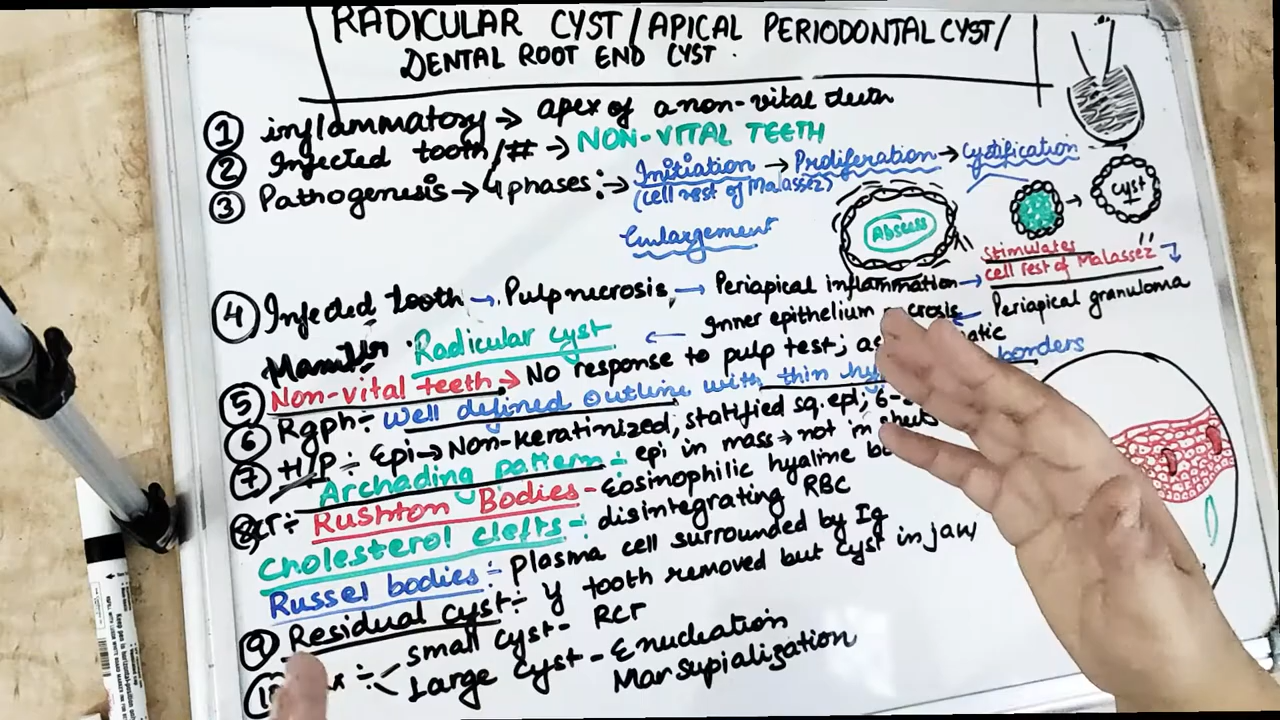 RADICULAR CYST/APICAL PERIODONTAL CYST/
DENTAL ROOT END CYST.
① inflammatory → apex of a non-vital teeth
② Infected tooth/# → NON-VITAL TEETH
③ Pathogenesis → 4 phases:→ Initiation → Proliferation → Cystification
(cell rest of Malassez)
Enlargement
Abscess
cyst
④ Infected tooth → Pulp necrosis, → Periapical inflammation → stimulates
cell rest of Malassez"
Periapical granuloma
Inner epithelium
Radicular cyst
⑤ Non-vital teeth → No response to pulp test;
⑥ Rgph÷ well defined outline with thin borders
⑦ H/P÷ Epi→ Non-keratinized, statified sq. epl; 6-
Archading pattern÷ epi in mass→ not in
Rushton Bodies - Eosinophilic hyaline
Cholesterol clefts÷ disintegrating RBC
Russel bodies÷ plasma cell surrounded by Ig
⑨ Residual cyst÷ y tooth removed but cyst in jaw
small cyst- RCT
Large cyst - Enucleation
Marsupialization